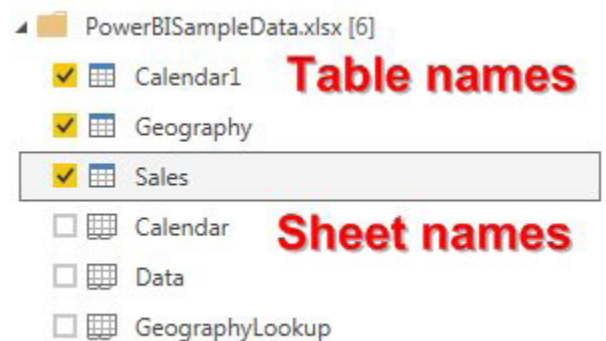 PowerBISampleData.xlsx [6]
Calendar1 Table names
Geography
Sales
Calendar Sheet names
Data
GeographyLookup